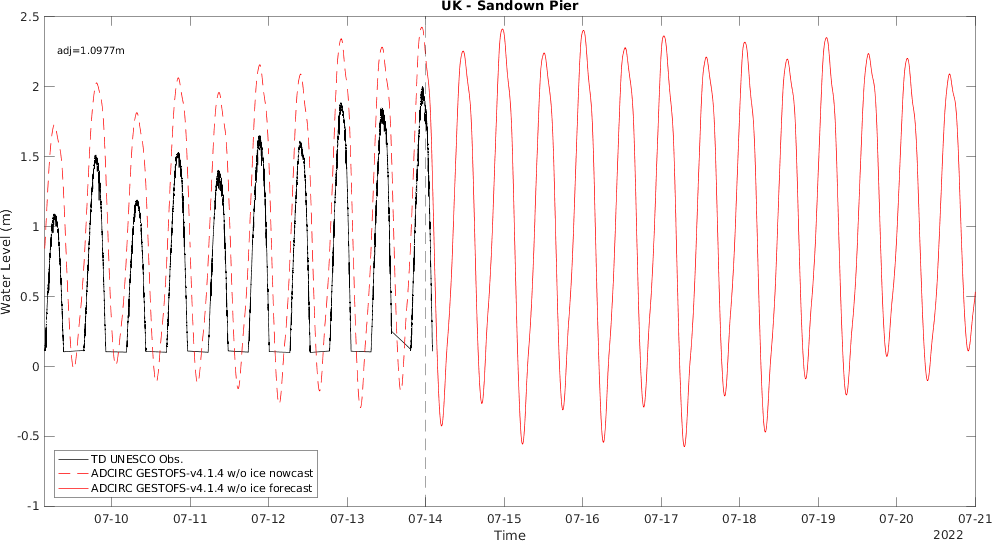 UK - Sandown Pier
adj=1.0977m
2.5
2
1.5
1
0.5
0
-0.5
-1
Water Level (m)
TD UNESCO Obs.
ADCIRC GESTOFS-v4.1.4 w/o ice nowcast
ADCIRC GESTOFS-v4.1.4 w/o ice forecast
07-10 07-11 07-12 07-13 07-14 07-15 07-16 07-17 07-18 07-19 07-20 07-21
Time
2022